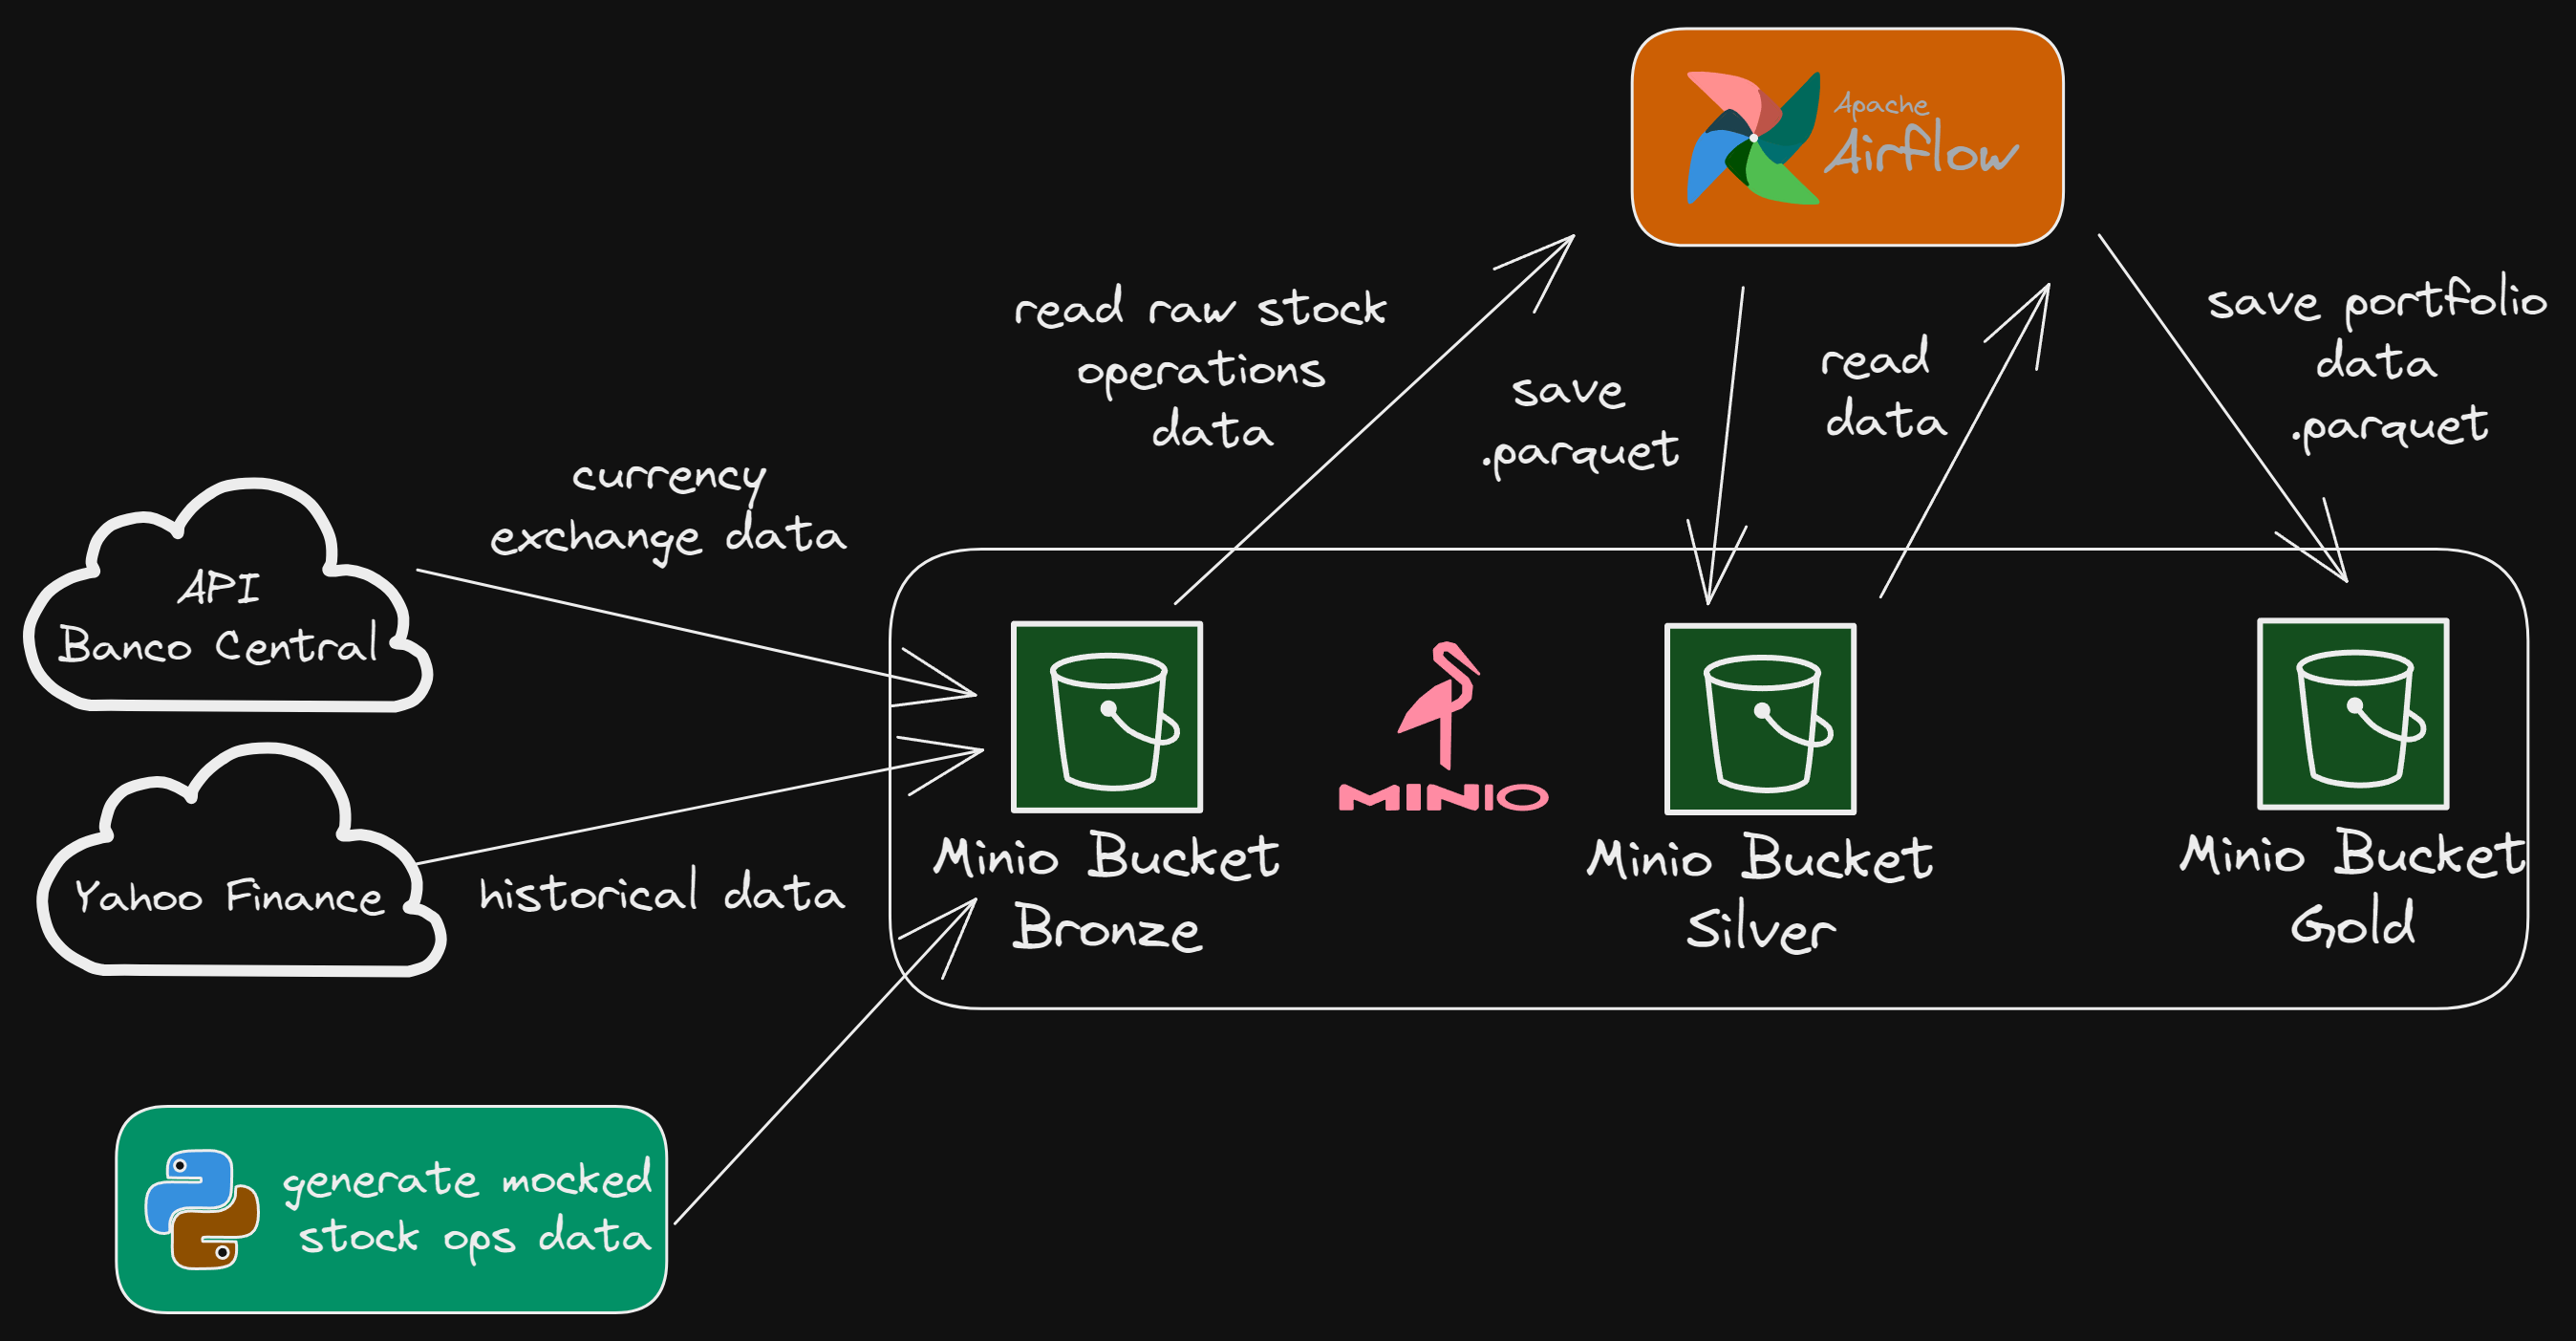 Apache
Airflow
read raw stock
operations
data
save
.parquet
read
data
save portfolio
data
.parquet
currency
exchange data
API
Banco Central
Yahoo Finance
historical data
MINIO
Minio Bucket
Bronze
Minio Bucket
Silver
Minio Bucket
Gold
generate mocked
stock ops data